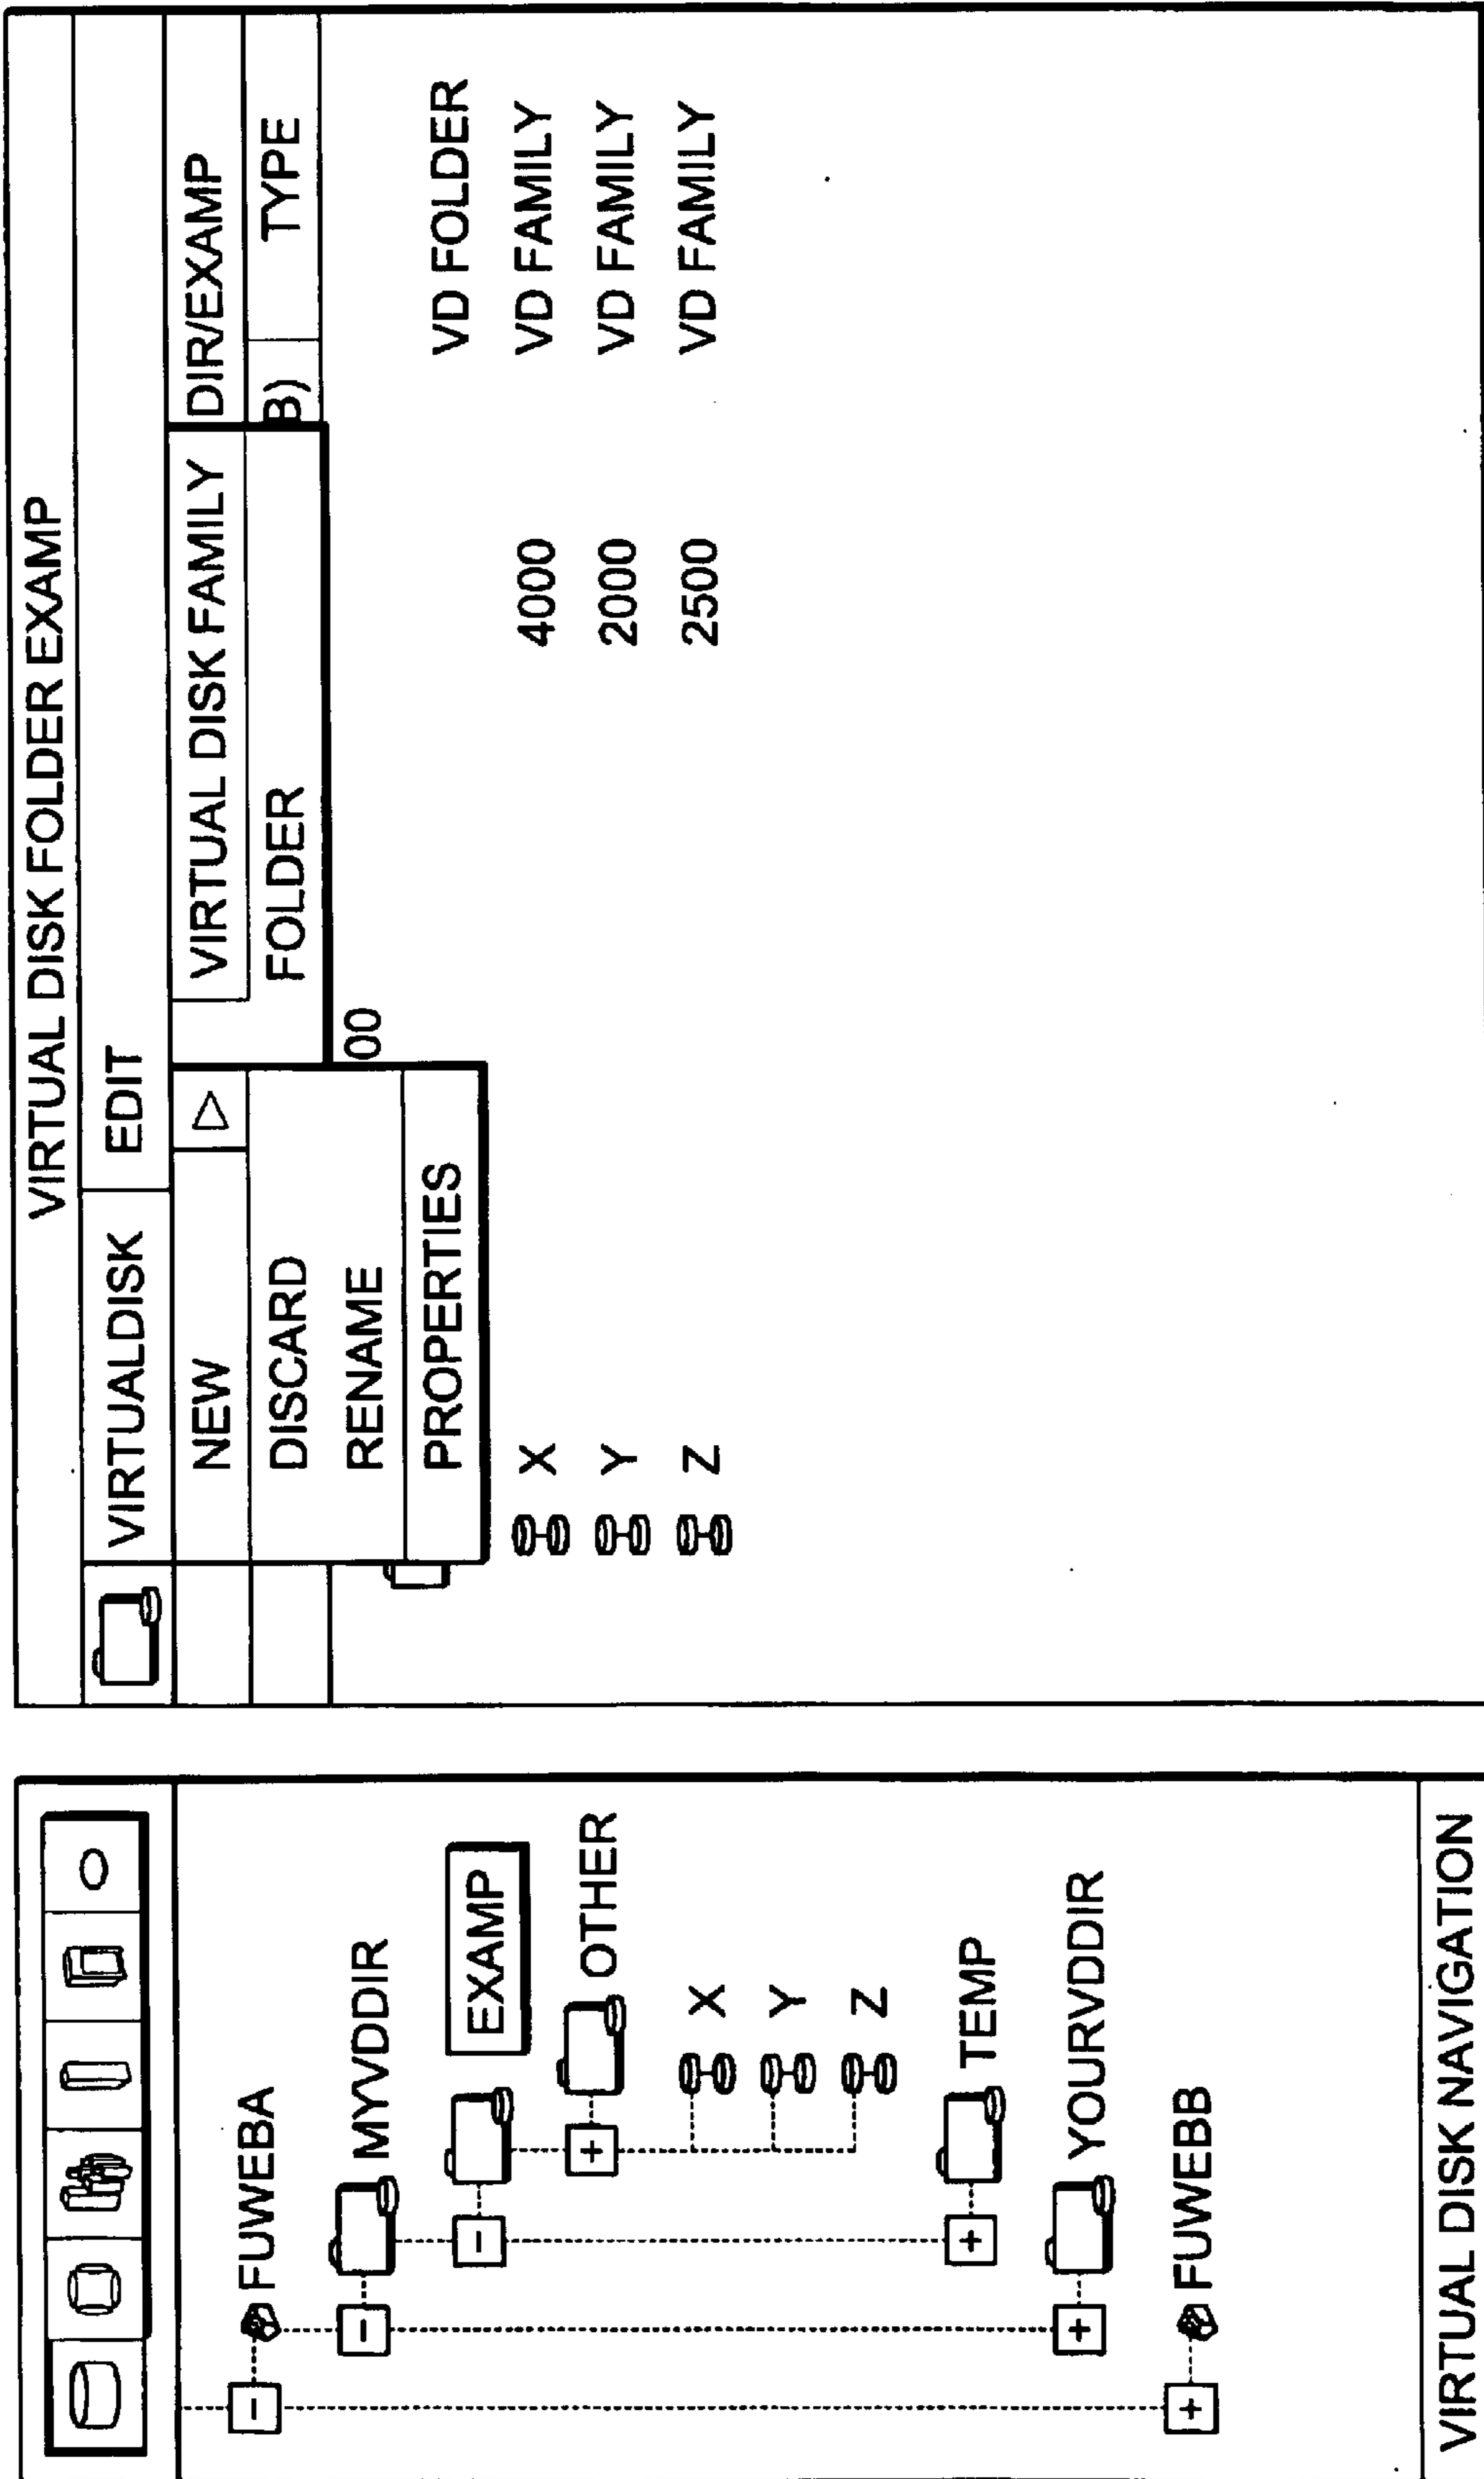 VIRTUAL DISK FOLDER EXAMP
VIRTUALDISK EDIT
NEW ▷ VIRTUAL DISK FAMILY DIR/EXAMP
DISCARD FOLDER B) TYPE
RENAME 00
PROPERTIES VD FOLDER
X 4000 VD FAMILY
Y 2000 VD FAMILY
Z 2500 VD FAMILY
- FUWEBA
- MYVDDIR
- EXAMP
+ OTHER
X
Y
Z
+ TEMP
+ YOURVDDIR
+ FUWEBB
VIRTUAL DISK NAVIGATION